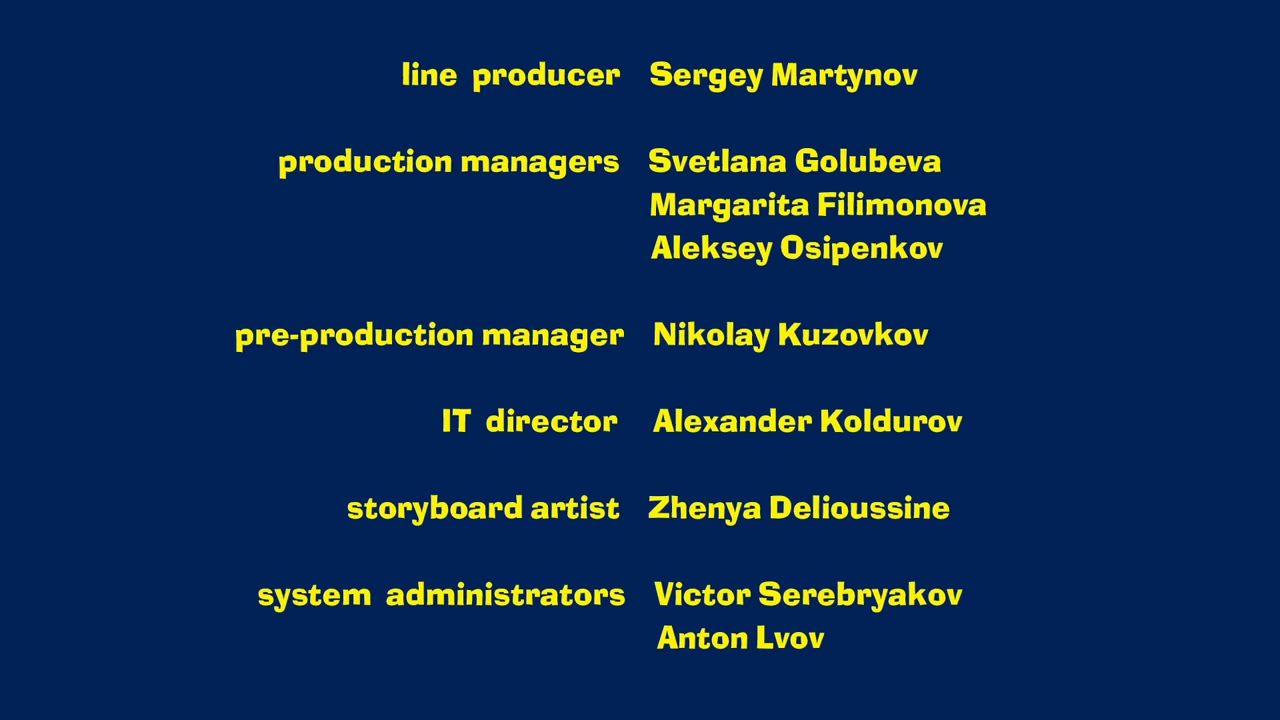 line producer Sergey Martynov
production managers Svetlana Golubeva
Margarita Filimonova
Aleksey Osipenkov
pre-production manager Nikolay Kuzovkov
IT director Alexander Koldurov
storyboard artist Zhenya Delioussine
system administrators Victor Serebryakov
Anton Lvov